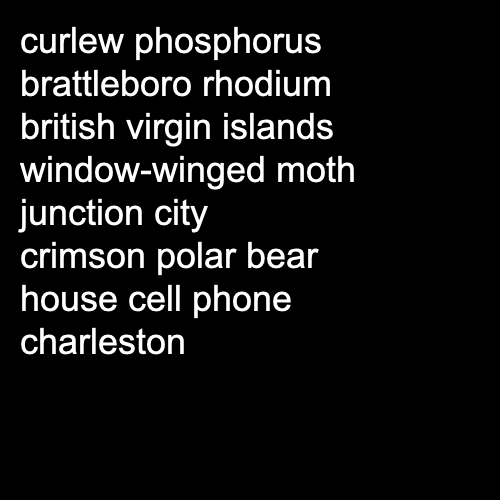 curlew phosphorus
brattleboro rhodium
british virgin islands
window-winged moth
junction city
crimson polar bear
house cell phone
charleston